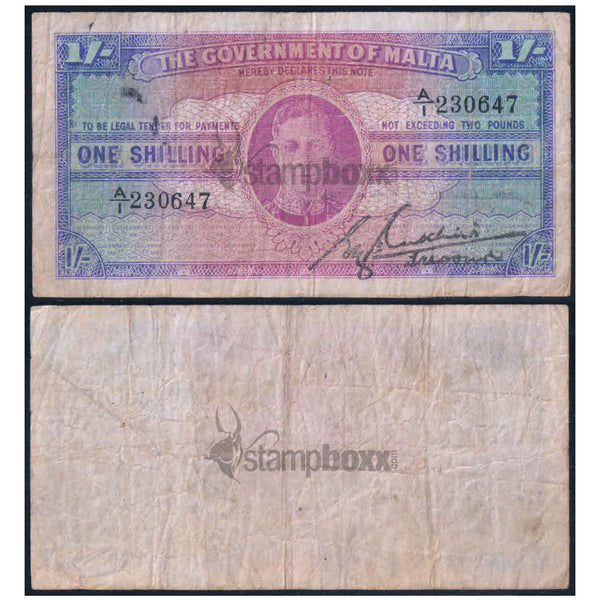 1/- THE GOVERNMENT OF MALTA 1/-
HEREBY DECLARES THIS NOTE
A/1 230647
TO BE LEGAL TENDER FOR PAYMENTS NOT EXCEEDING TWO POUNDS
ONE SHILLING ONE SHILLING
stampboxx
A/1 230647
1/- 1/-
stampboxx.com